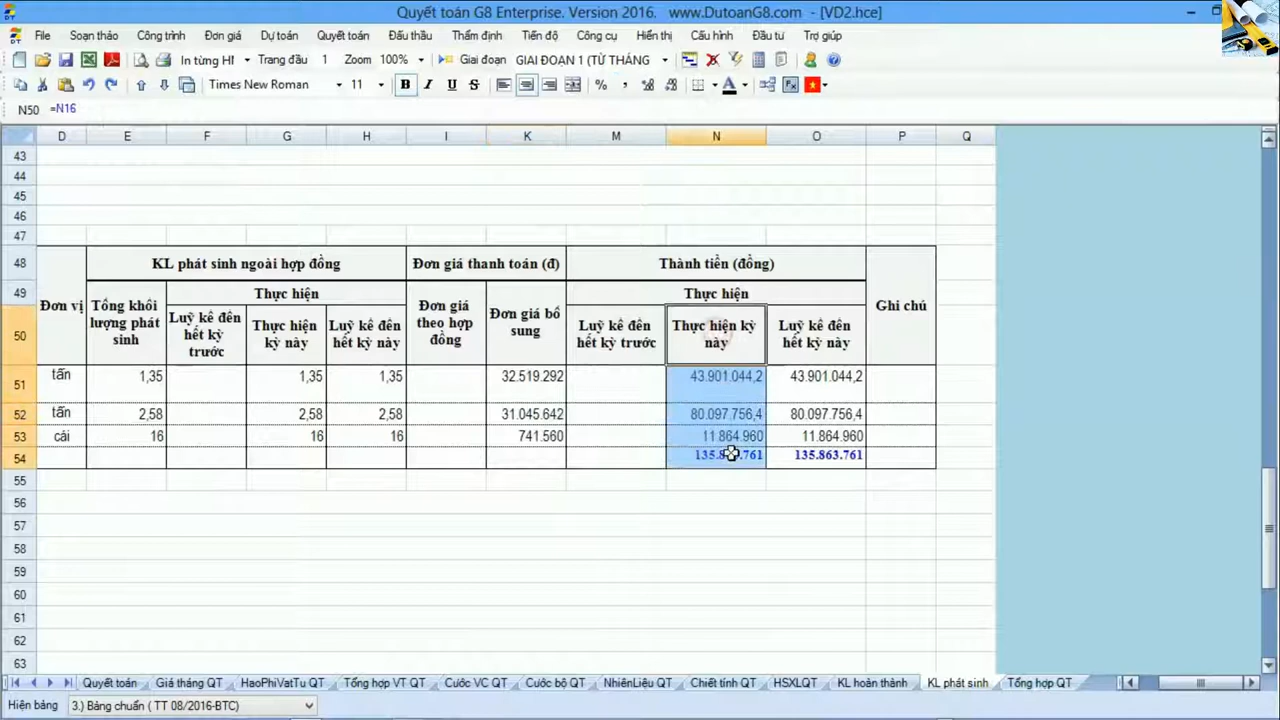 Quyết toán G8 Enterprise. Version 2016. www.DutoanG8.com - [VD2.hce]
File Soạn thảo Công trình Đơn giá Dự toán Quyết toán Đấu thầu Thẩm định Tiến độ Công cụ Hiển thị Cấu hình Đầu tư Trợ giúp
In từng HM Trang đầu 1 Zoom 100% Giai đoạn GIAI ĐOẠN 1 (TỪ THÁNG
Times New Roman 11 B I U S %
N50 =N16
D E F G H I K M N O P Q
43
44
45
46
47
48 KL phát sinh ngoài hợp đồng Đơn giá thanh toán (đ) Thành tiền (đồng)
49 Đơn vị Tổng khối lượng phát sinh Thực hiện Đơn giá theo hợp đồng Đơn giá bổ sung Thực hiện Ghi chú
50 Luỹ kế đến hết kỳ trước Thực hiện kỳ này Luỹ kế đến hết kỳ này Luỹ kế đến hết kỳ trước Thực hiện kỳ này Luỹ kế đến hết kỳ này
51 tấn 1,35 1,35 1,35 32.519.292 43.901.044,2 43.901.044,2
52 tấn 2,58 2,58 2,58 31.045.642 80.097.756,4 80.097.756,4
53 cái 16 16 16 741.560 11.864.960 11.864.960
54 135.863.761
55
56
57
58
59
60
61
62
63
Quyết toán Giá tháng QT HaoPhiVatTu QT Tổng hợp VT QT Cước VC QT Cước bộ QT NhiênLiệu QT Chiết tính QT HSXLQT KL hoàn thành KL phát sinh Tổng hợp QT
Hiện bảng 3.) Bảng chuẩn ( TT 08/2016-BTC)